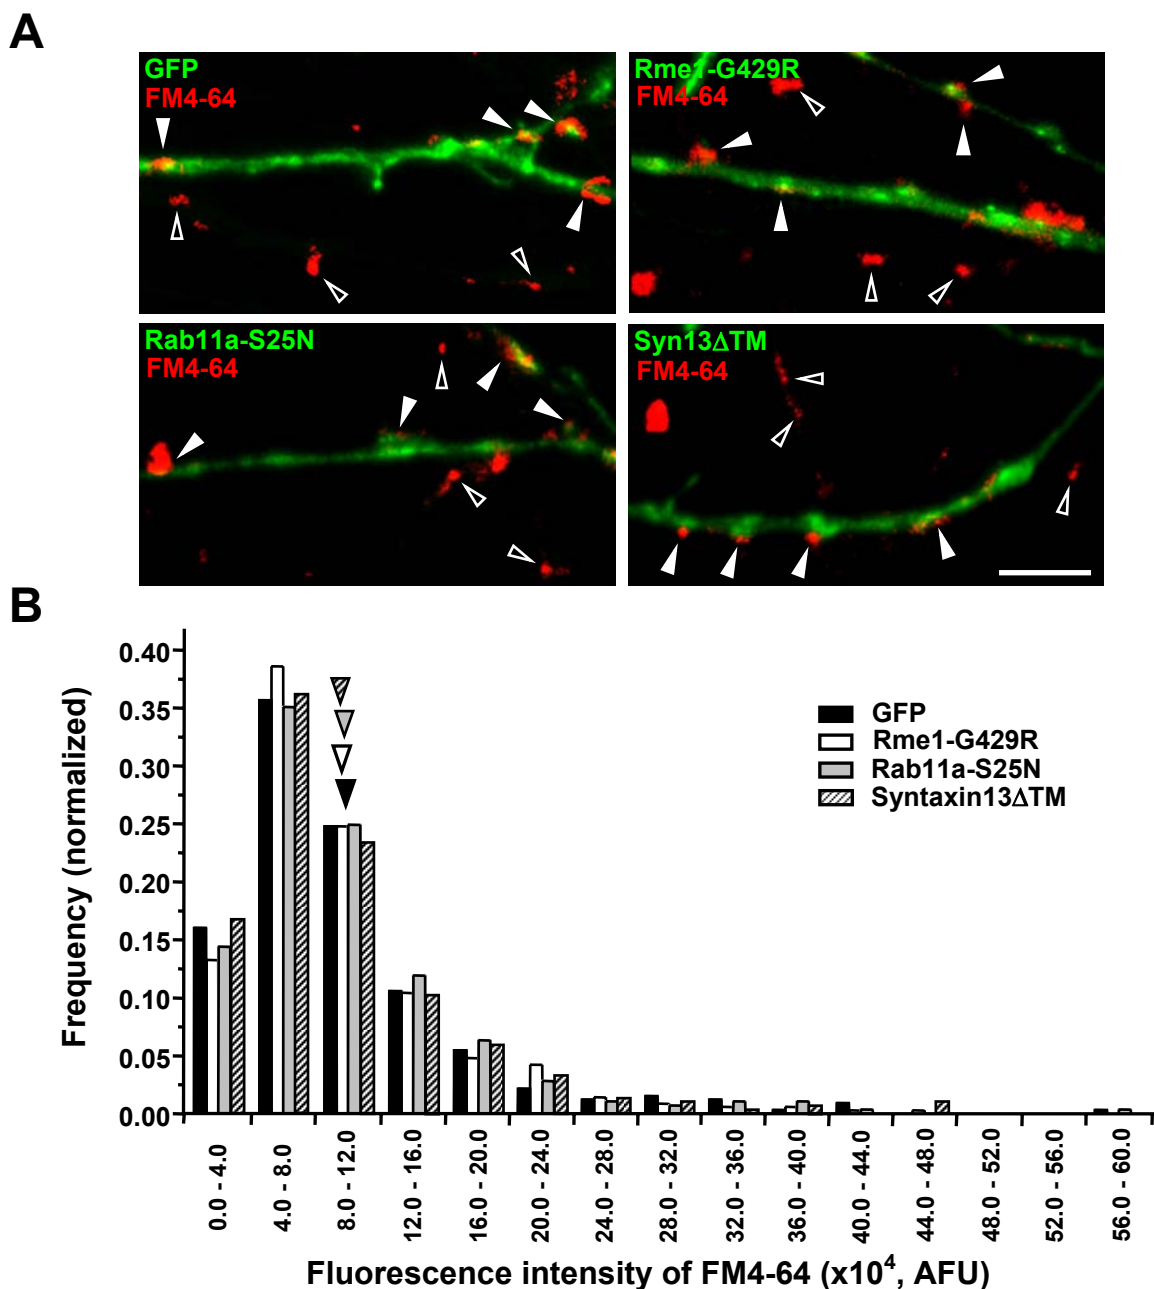 A
GFP
FM4-64
Rme1-G429R
FM4-64
Rab11a-S25N
FM4-64
Syn13ΔTM
FM4-64
B
Frequency (normalized)
0.40
0.35
0.30
0.25
0.20
0.15
0.10
0.05
0.00
GFP
Rme1-G429R
Rab11a-S25N
Syntaxin13ΔTM
0.0 - 4.0
4.0 - 8.0
8.0 - 12.0
12.0 - 16.0
16.0 - 20.0
20.0 - 24.0
24.0 - 28.0
28.0 - 32.0
32.0 - 36.0
36.0 - 40.0
40.0 - 44.0
44.0 - 48.0
48.0 - 52.0
52.0 - 56.0
56.0 - 60.0
Fluorescence intensity of FM4-64 (x10⁴, AFU)